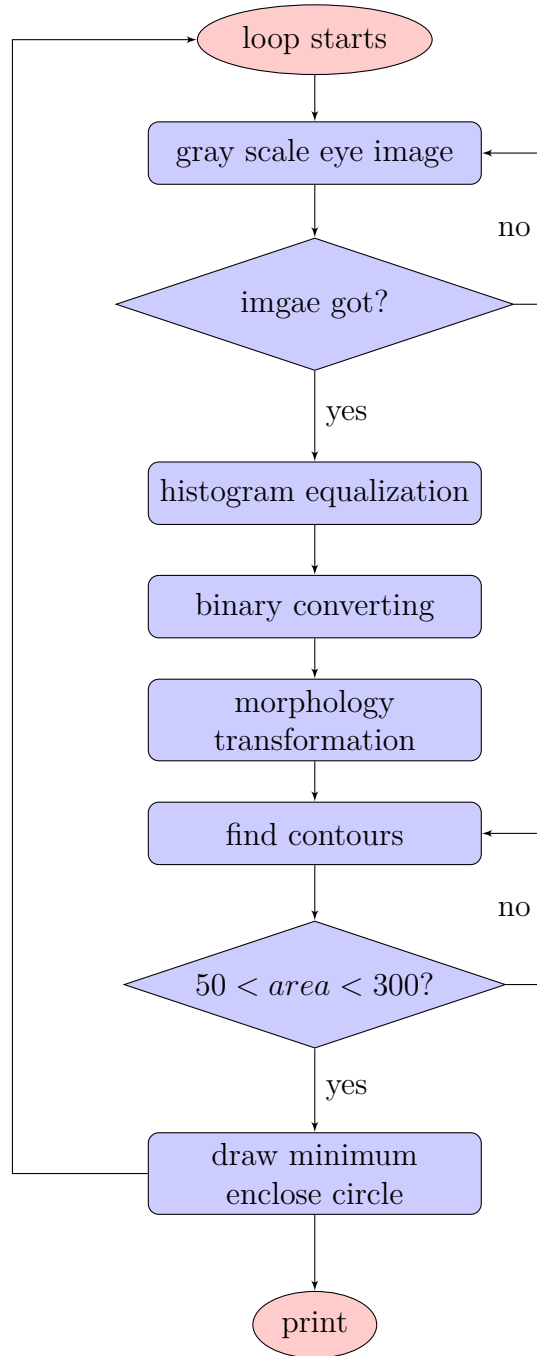 loop starts
gray scale eye image
no
imgae got?
yes
histogram equalization
binary converting
morphology
transformation
find contours
no
50 < area < 300?
yes
draw minimum
enclose circle
print